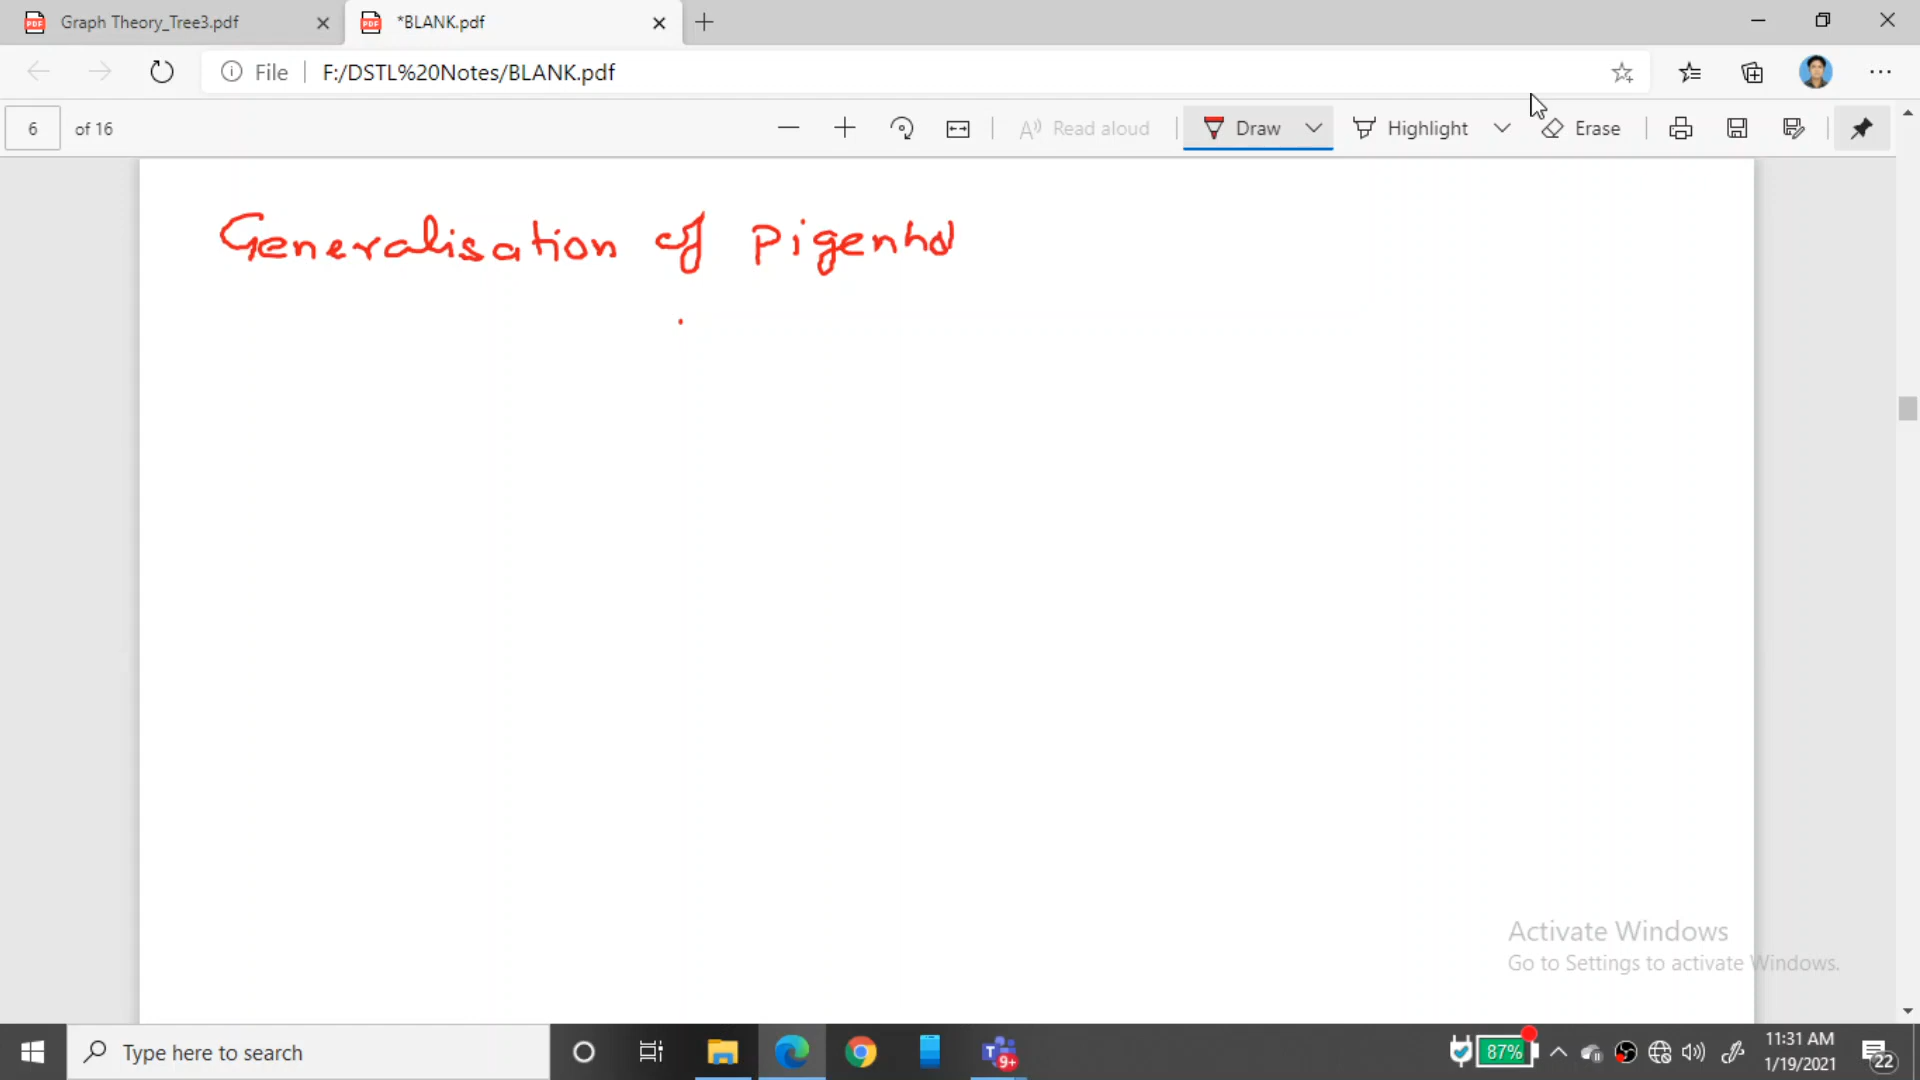 Graph Theory_Tree3.pdf
*BLANK.pdf
File
F:/DSTL%20Notes/BLANK.pdf
6 of 16
Read aloud
Draw
Highlight
Erase
Generalisation of pigenhol
Activate Windows
Go to Settings to activate Windows.
Type here to search
9+
87%
11:31 AM
1/19/2021
22